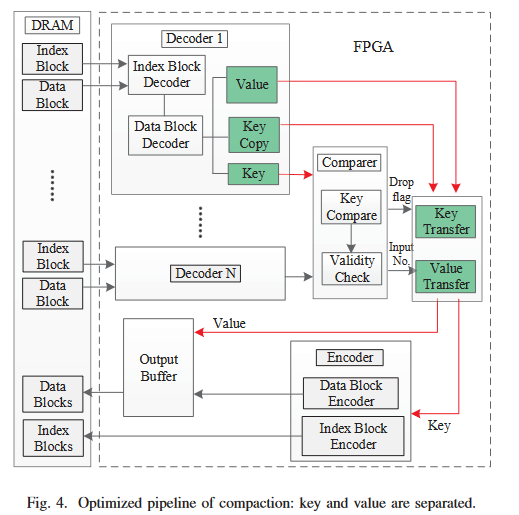 DRAM
Index
Block
Data
Block
Index
Block
Data
Block
Data
Blocks
Index
Blocks
FPGA
Decoder 1
Index Block
Decoder
Data Block
Decoder
Value
Key
Copy
Key
Decoder N
Comparer
Key
Compare
Validity
Check
Drop
flag
Input
No.
Key
Transfer
Value
Transfer
Value
Output
Buffer
Encoder
Data Block
Encoder
Index Block
Encoder
Key
Fig. 4. Optimized pipeline of compaction: key and value are separated.